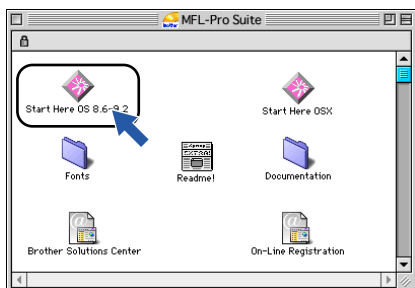 MFL-Pro Suite
Start Here OS 8.6-9.2
Start Here OSX
Fonts
Readme!
Documentation
Brother Solutions Center
On-Line Registration